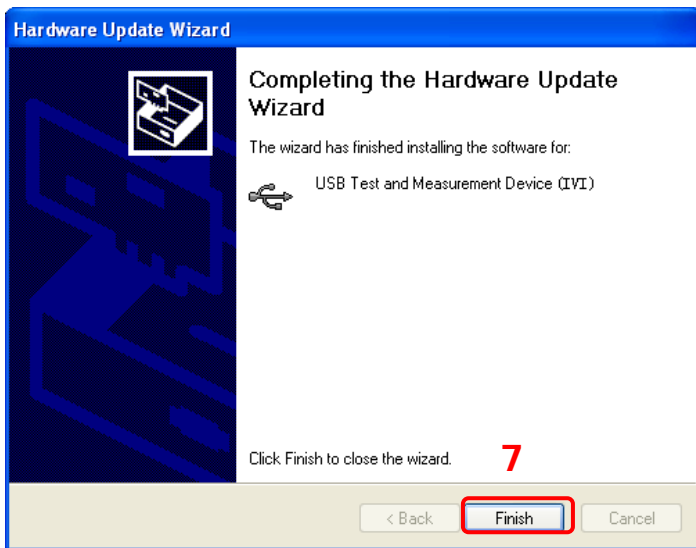 Hardware Update Wizard
Completing the Hardware Update
Wizard
The wizard has finished installing the software for:
USB Test and Measurement Device (IVI)
Click Finish to close the wizard.
7
< Back
Finish
Cancel